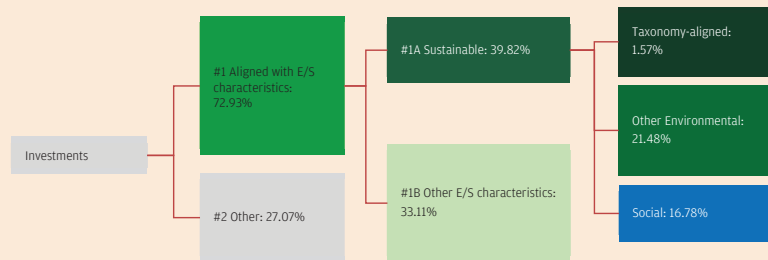 Investments
#1 Aligned with E/S
characteristics:
72.93%
#2 Other: 27.07%
#1A Sustainable: 39.82%
#1B Other E/S characteristics:
33.11%
Taxonomy-aligned:
1.57%
Other Environmental:
21.48%
Social: 16.78%